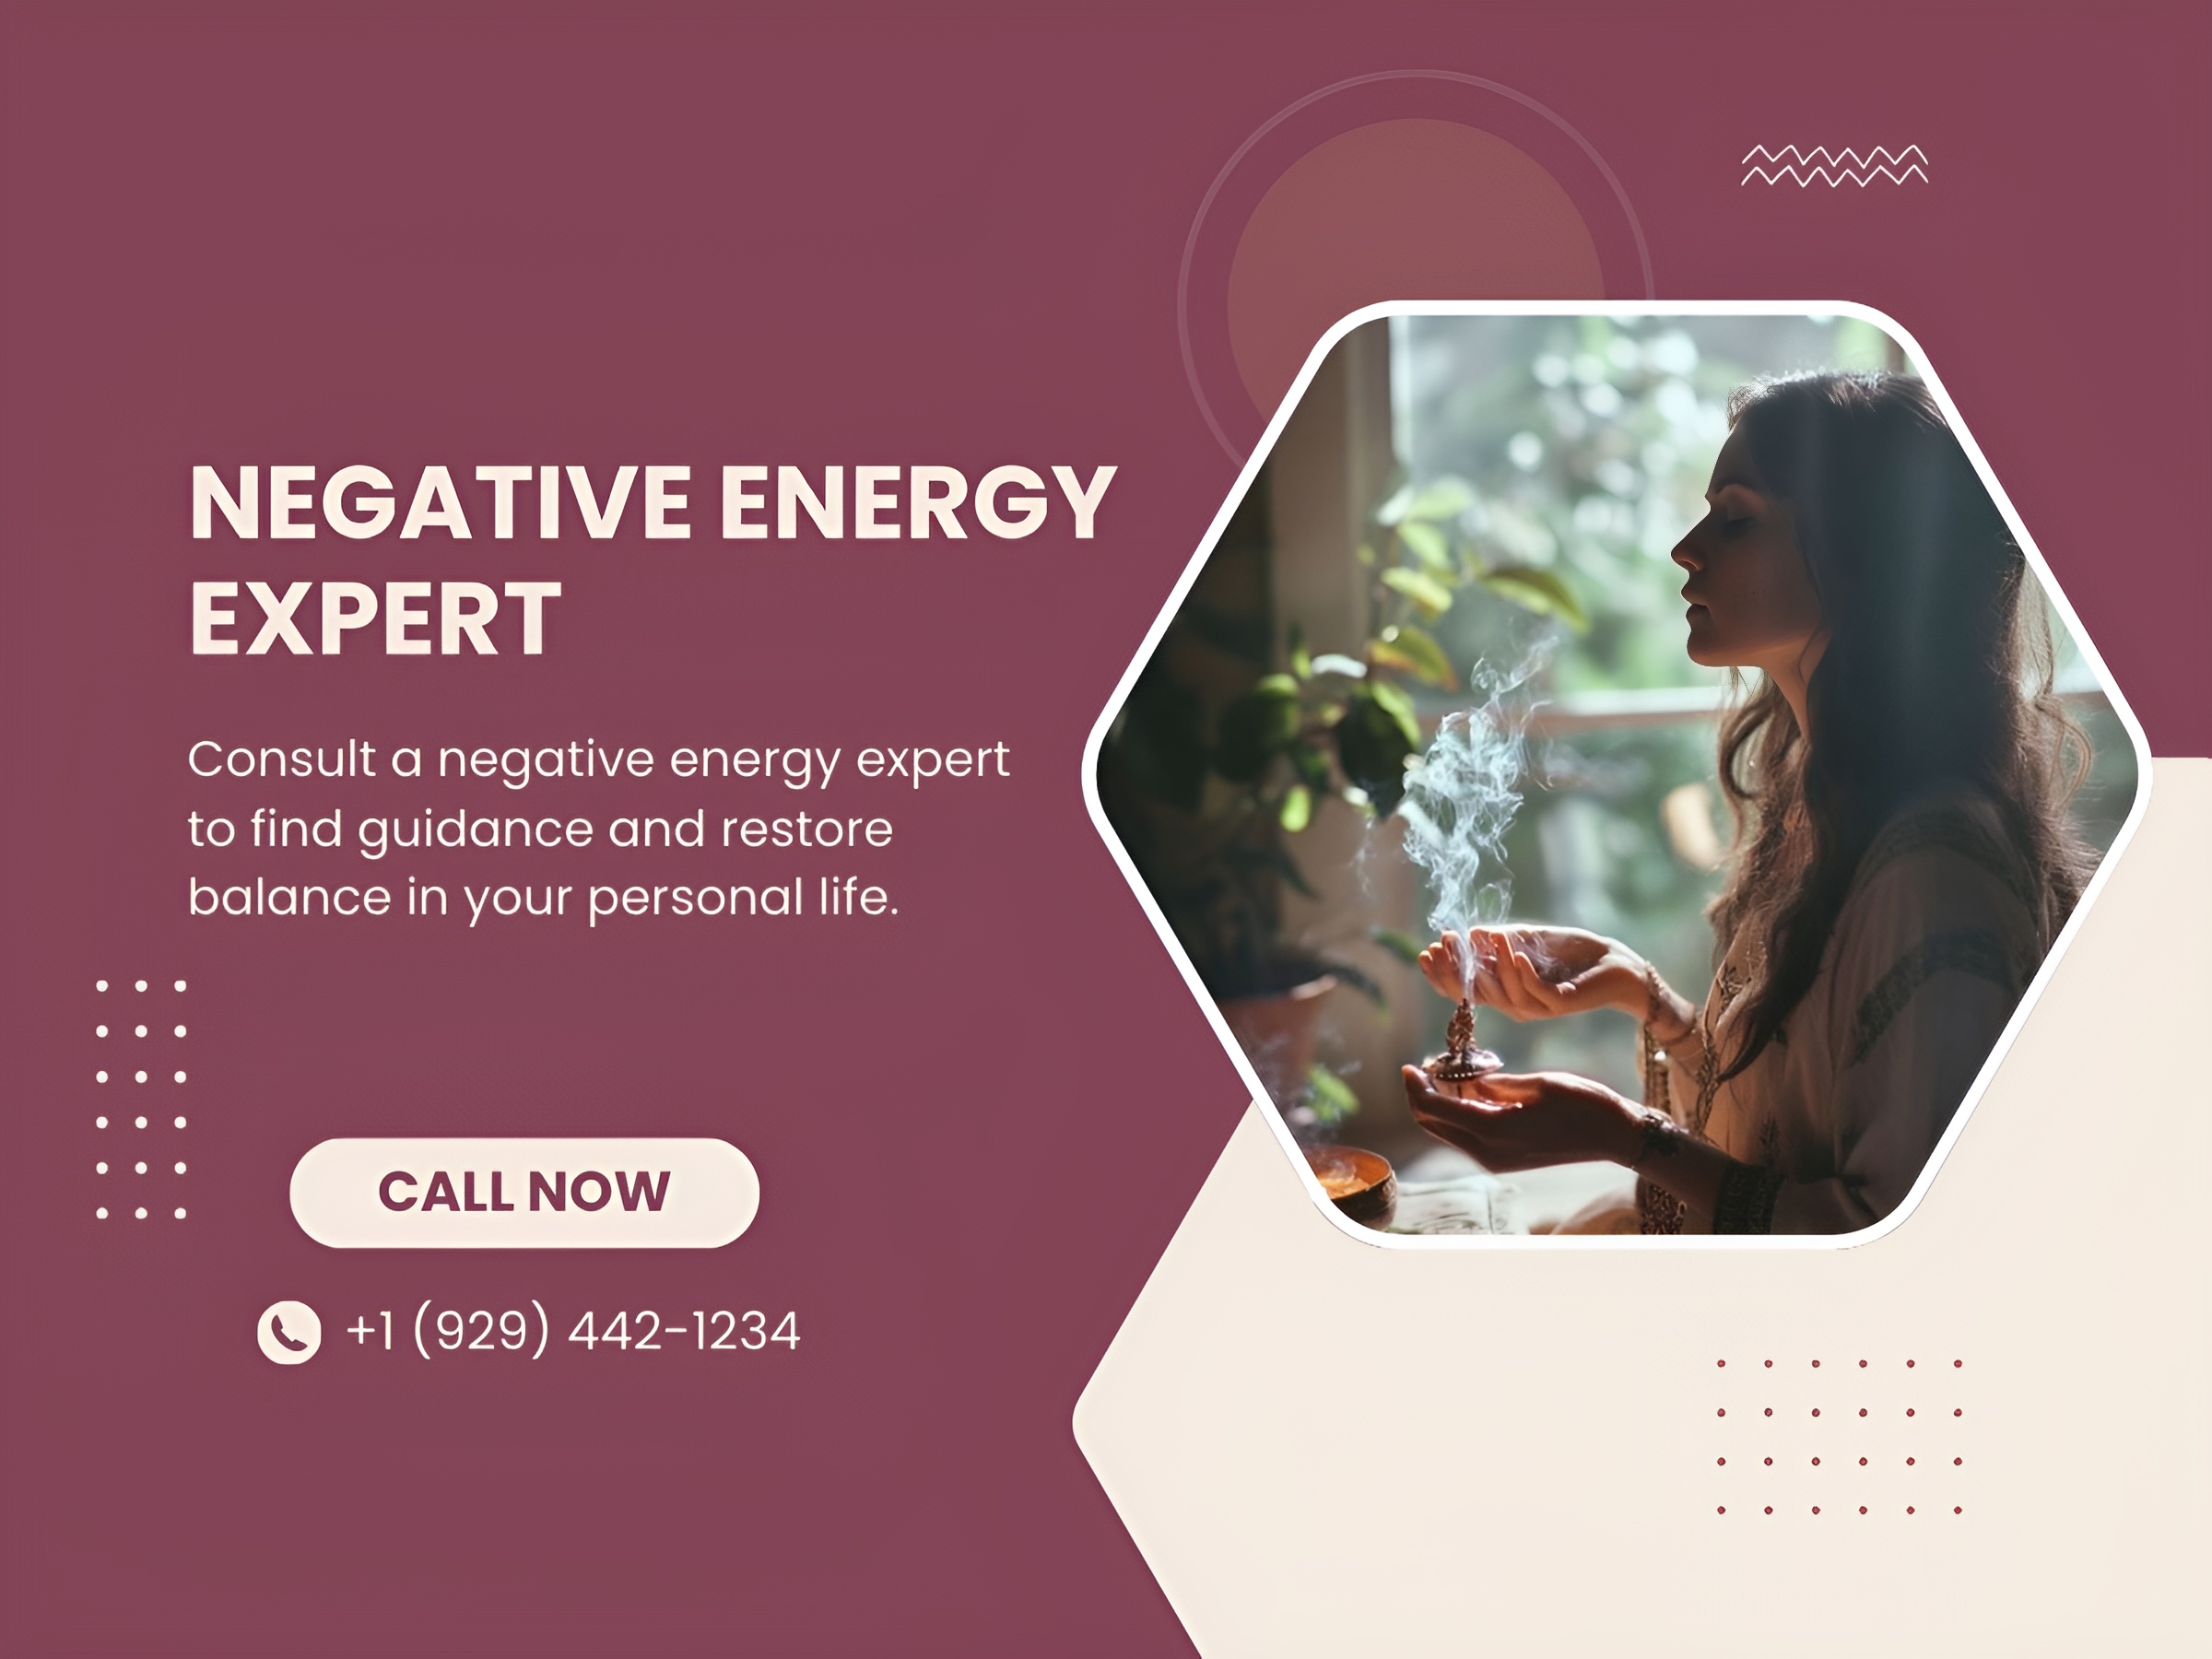 NEGATIVE ENERGY
EXPERT
Consult a negative energy expert
to find guidance and restore
balance in your personal life.
CALL NOW
+1 (929) 442-1234